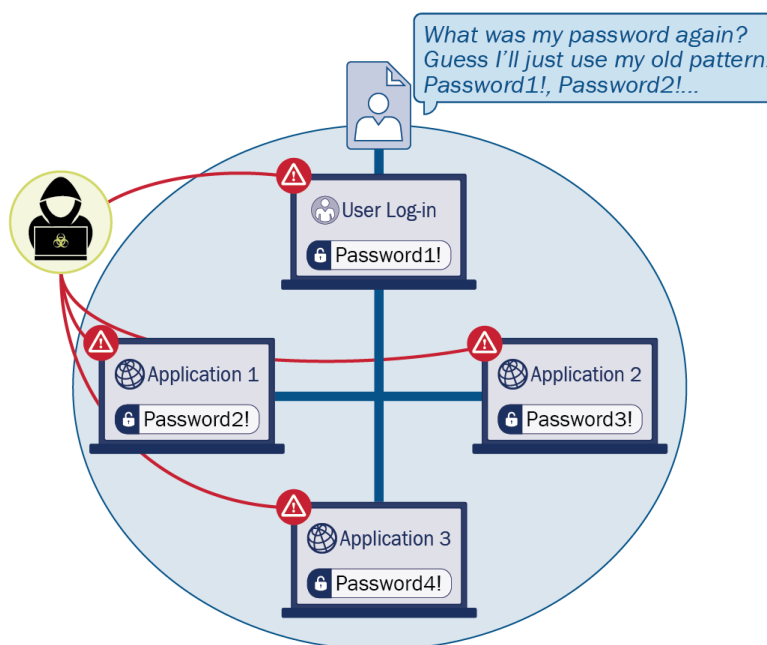 What was my password again?
Guess I'll just use my old pattern.
Password1!, Password2!...
User Log-in
Password1!
Application 1
Password2!
Application 2
Password3!
Application 3
Password4!